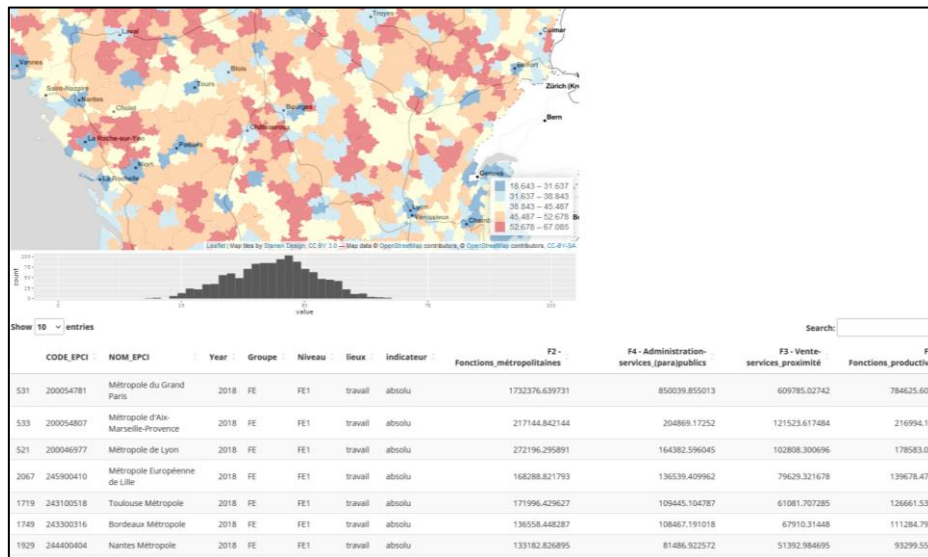 Troyes
Laval
Colmar
Vannes
Blois
Belfort
Saint-Nazaire
Tours
Zürich (Kre
Nantes
Cholet
Bourges
Bern
La Roche-sur-Yon
Châteauroux
Poitiers
Niort
Geneva
La Rochelle
18.643 – 31.637
31.637 – 38.843
38.843 – 45.487
45.487 – 52.678
52.678 – 67.085
Lyon
Vénissieux
Leaflet | Map tiles by Stamen Design, CC BY 3.0 — Map data © OpenStreetMap contributors, © OpenStreetMap contributors, CC-BY-SA
count
value
Show 10 entries Search:
CODE_EPCI NOM_EPCI Year Groupe Niveau lieux indicateur F2 - Fonctions_métropolitaines F4 - Administration-services_(para)publics F3 - Vente-services_proximité Fonctions_productiv
531 200054781 Métropole du Grand Paris 2018 FE FE1 travail absolu 1732376.639731 850039.855013 609785.02742 784625.60
533 200054807 Métropole d'Aix-Marseille-Provence 2018 FE FE1 travail absolu 217144.842144 204869.17252 121523.617484 216994.1
521 200046977 Métropole de Lyon 2018 FE FE1 travail absolu 272196.295891 164382.596045 102808.300696 178583.0
2067 245900410 Métropole Européenne de Lille 2018 FE FE1 travail absolu 168288.821793 136539.409962 79629.321678 139678.47
1719 243100518 Toulouse Métropole 2018 FE FE1 travail absolu 171996.429627 109445.104787 61081.707285 126661.53
1749 243300316 Bordeaux Métropole 2018 FE FE1 travail absolu 136558.448287 108467.191018 67910.31448 111284.79
1929 244400404 Nantes Métropole 2018 FE FE1 travail absolu 133182.826895 81486.922572 51392.984695 93299.55